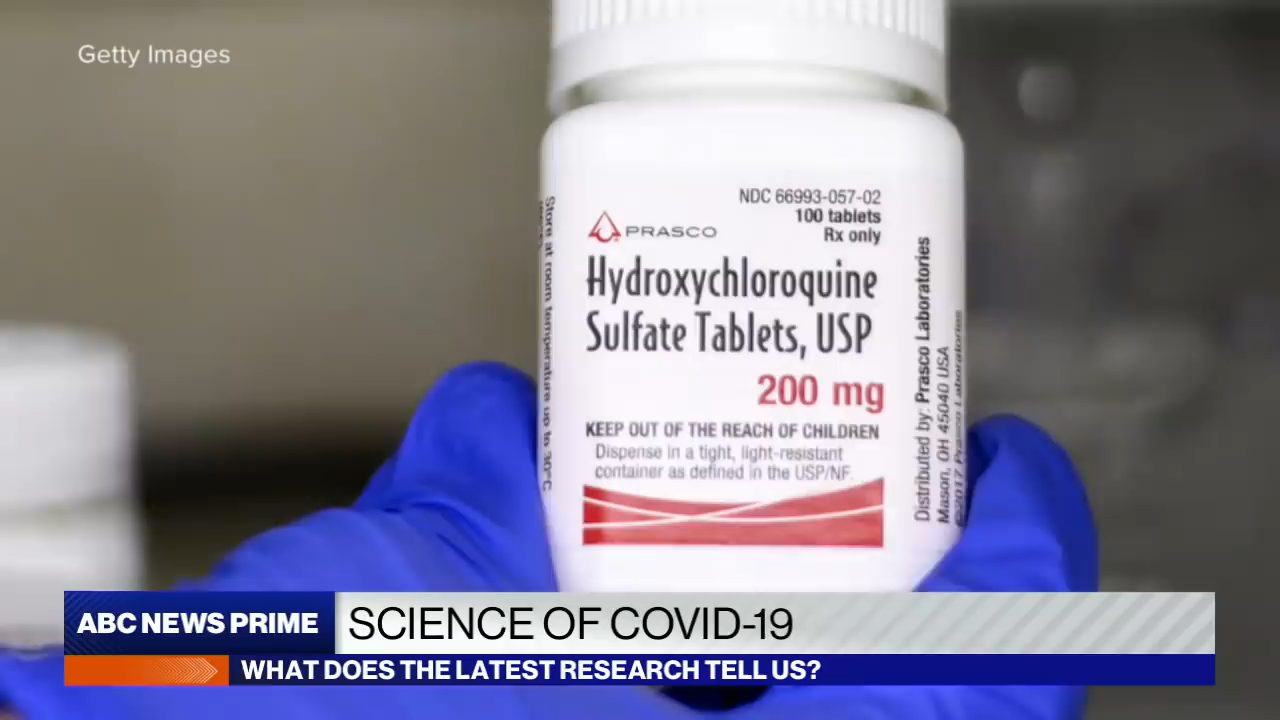 Getty Images
NDC 66993-057-02
100 tablets
Rx only
PRASCO
Hydroxychloroquine
Sulfate Tablets, USP
200 mg
KEEP OUT OF THE REACH OF CHILDREN
Dispense in a tight, light-resistant
container as defined in the USP/NF.
Store at room temperature up to 30°C
Distributed by: Prasco Laboratories
Mason, OH 45040 USA
©2017 Prasco Laboratories
ABC NEWS PRIME
SCIENCE OF COVID-19
WHAT DOES THE LATEST RESEARCH TELL US?